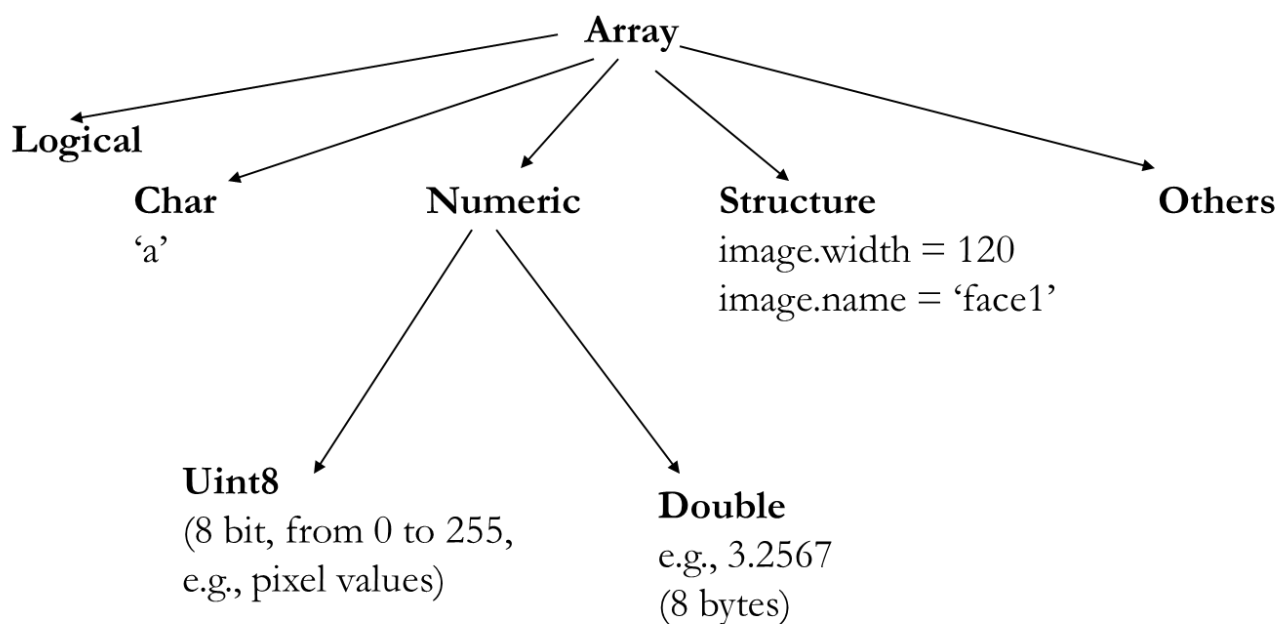 Array
Logical
Char
‘a’
Numeric
Structure
image.width = 120
image.name = ‘face1’
Others
Uint8
(8 bit, from 0 to 255,
e.g., pixel values)
Double
e.g., 3.2567
(8 bytes)